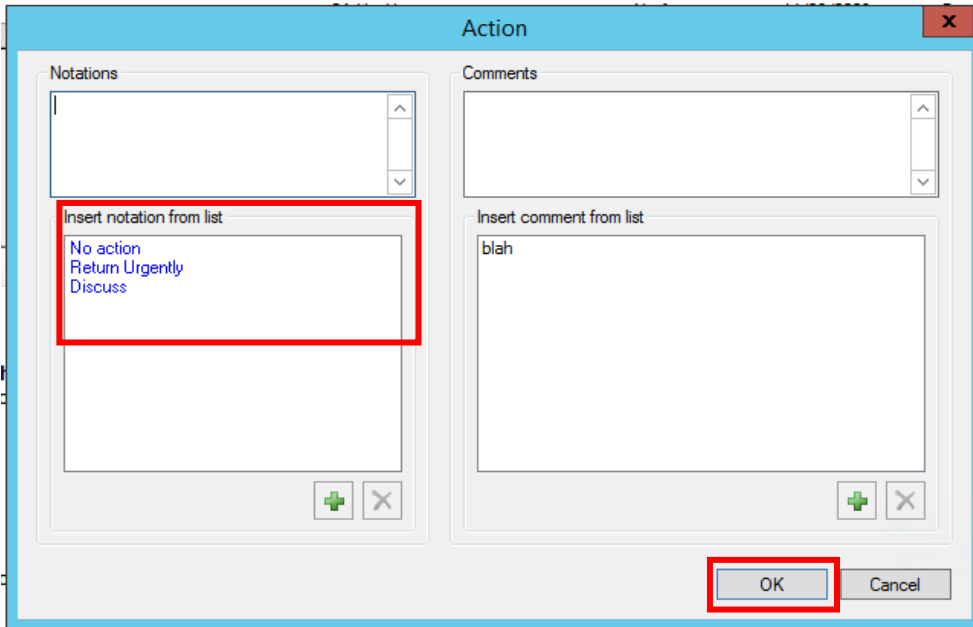 Action
x
Notations
Comments
Insert notation from list
No action
Return Urgently
Discuss
Insert comment from list
blah
OK
Cancel